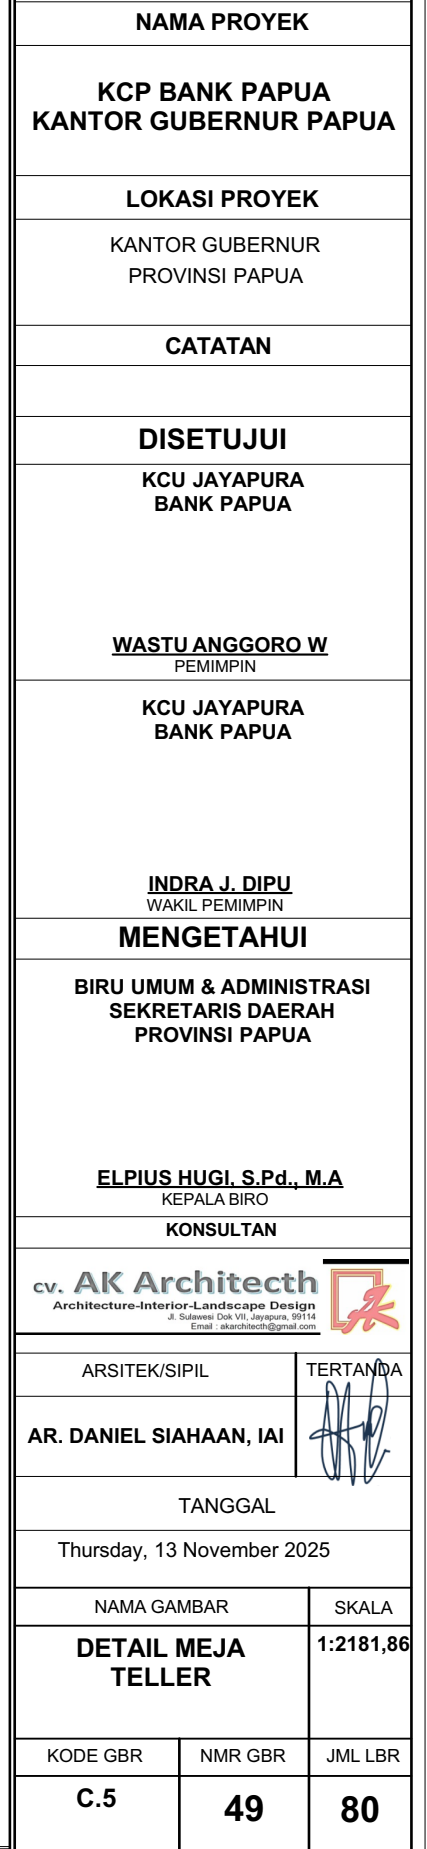 NAMA PROYEK
KCP BANK PAPUA
KANTOR GUBERNUR PAPUA
LOKASI PROYEK
KANTOR GUBERNUR
PROVINSI PAPUA
CATATAN
DISETUJUI
KCU JAYAPURA
BANK PAPUA
WASTU ANGGORO W
PEMIMPIN
KCU JAYAPURA
BANK PAPUA
INDRA J. DIPU
WAKIL PEMIMPIN
MENGETAHUI
BIRU UMUM & ADMINISTRASI
SEKRETARIS DAERAH
PROVINSI PAPUA
ELPIUS HUGI, S.Pd., M.A
KEPALA BIRO
KONSULTAN
CV. AK Architecth
Architecture-Interior-Landscape Design
Jl. Sulawesi Dok VII, Jayapura, 99114
Email : akarchitecth@gmail.com
AK
ARSITEK/SIPIL TERTANDA
AR. DANIEL SIAHAAN, IAI
TANGGAL
Thursday, 13 November 2025
NAMA GAMBAR SKALA
DETAIL MEJA 1:2181,86
TELLER
KODE GBR NMR GBR JML LBR
C.5 49 80